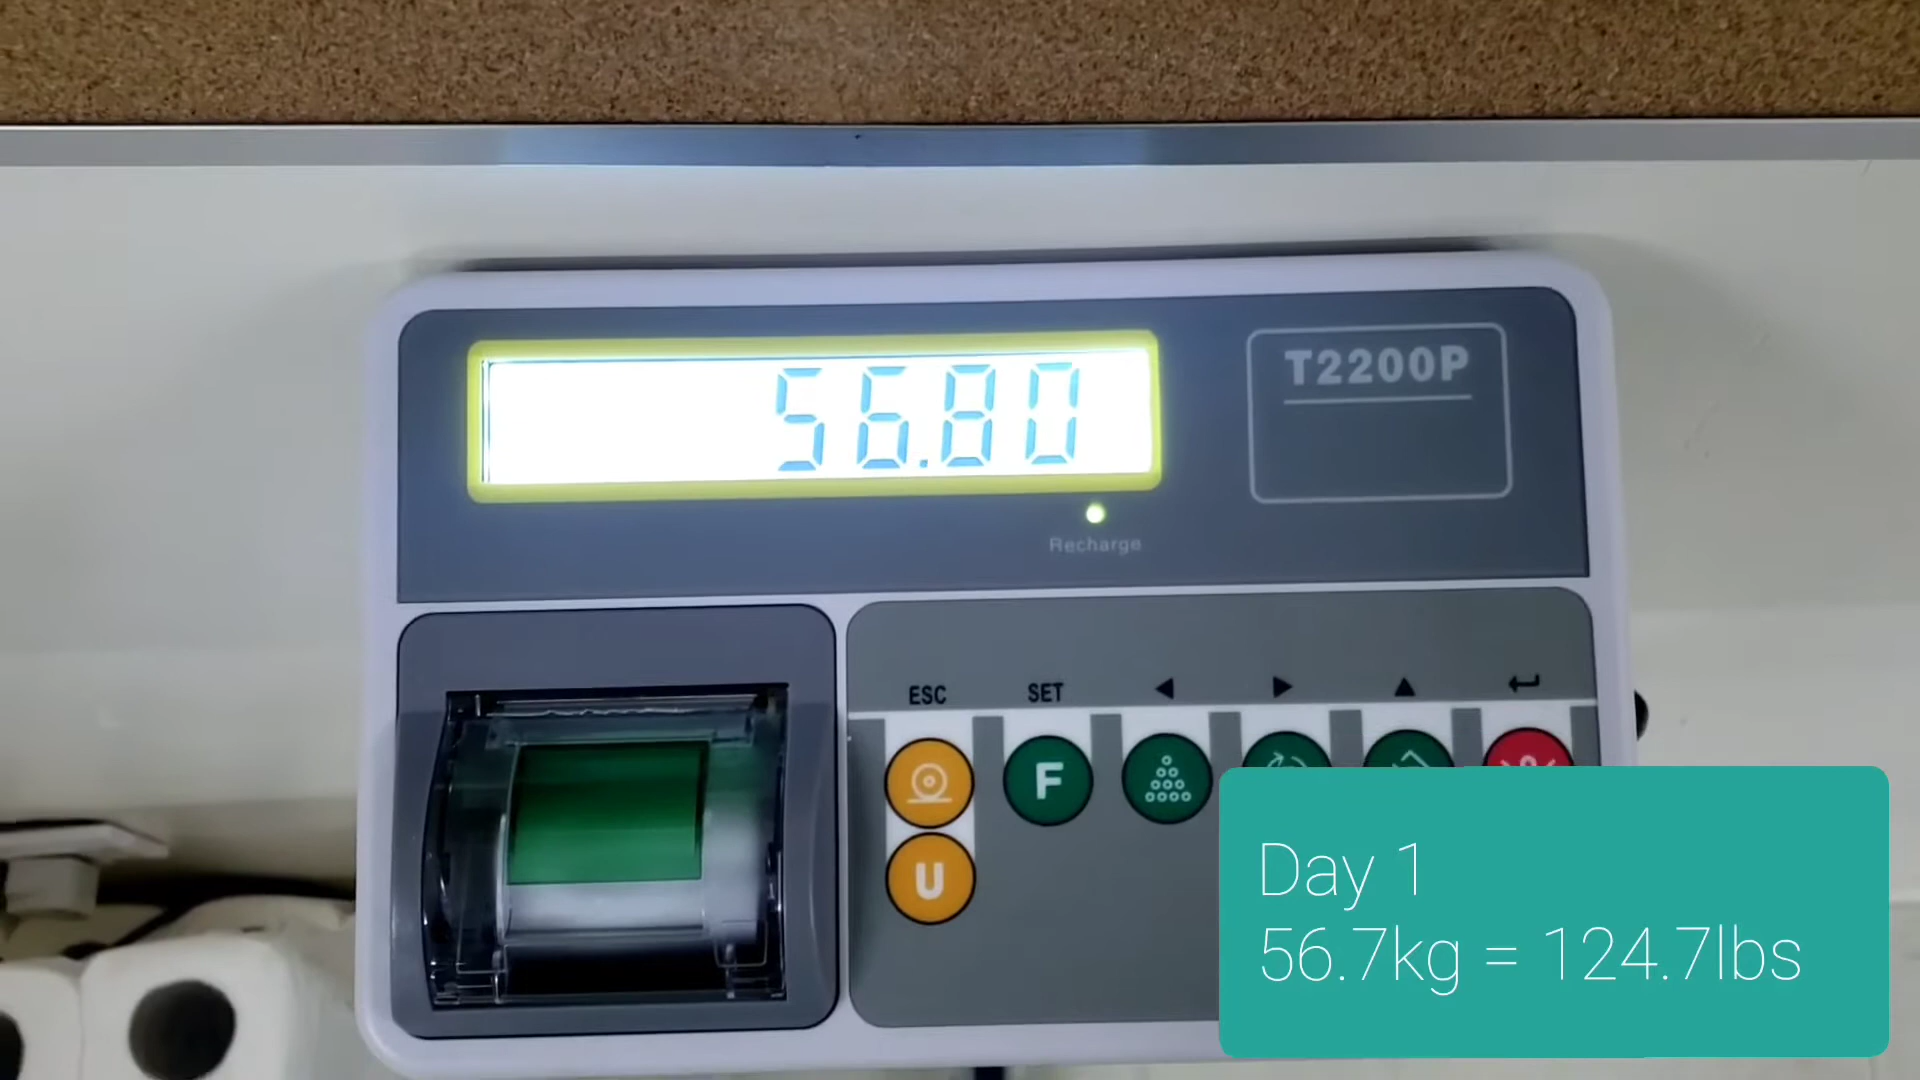 56.80
T2200P
Recharge
ESC SET
F
U
Day 1
56.7kg = 124.7lbs